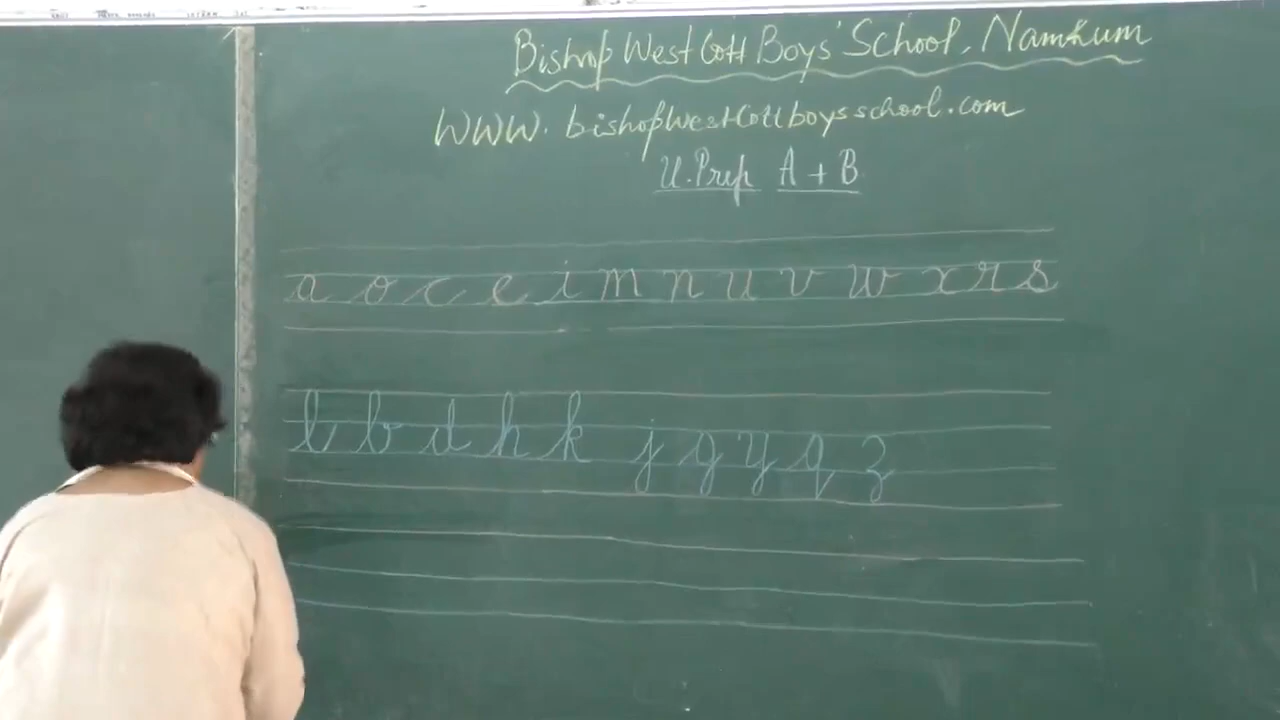 Bishop WestCott Boys' School, Namkum
WWW. bishopwestcottboysschool.com
U.Prep A + B
a o c e i m n u v w x r s
l b d h k j g y q z